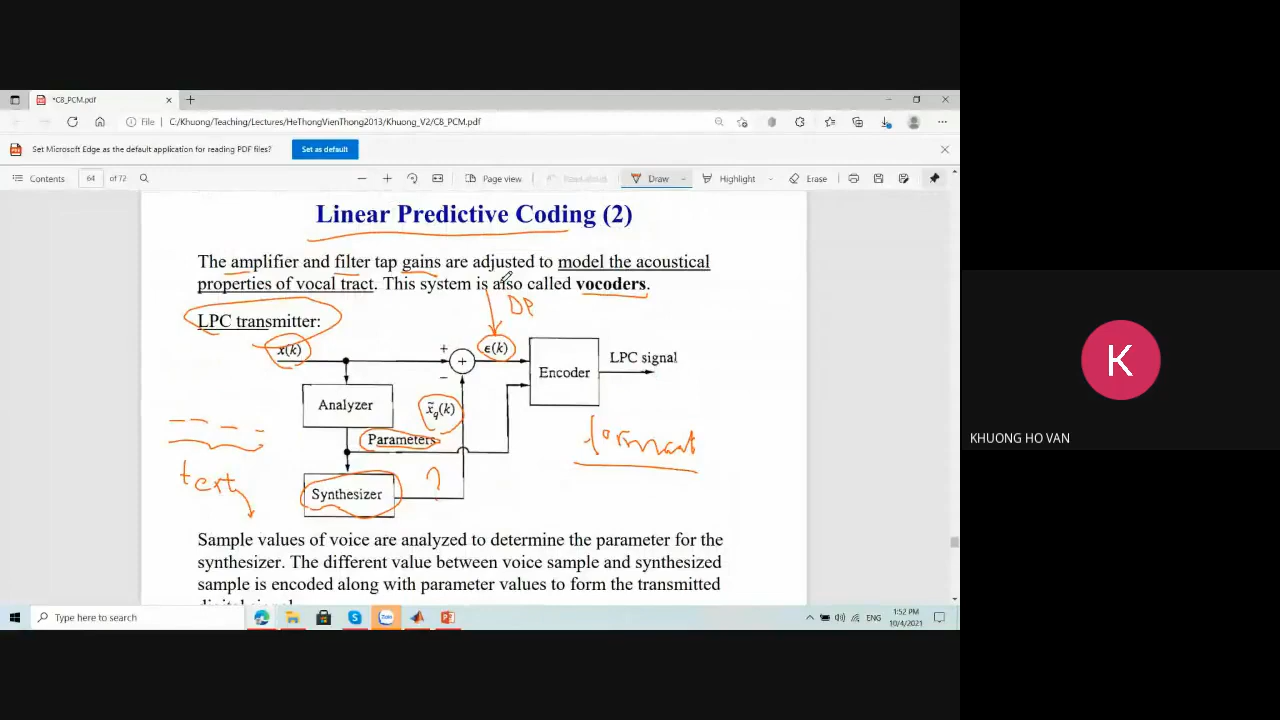 *C8_PCM.pdf
File
C:/Khuong/Teaching/Lectures/HeThongVienThong2013/Khuong_V2/C8_PCM.pdf
Set Microsoft Edge as the default application for reading PDF files?
Set as default
Contents
64
of 72
Page view
Read aloud
Draw
Highlight
Erase
Linear Predictive Coding (2)
The amplifier and filter tap gains are adjusted to model the acoustical
properties of vocal tract. This system is also called vocoders.
DP
LPC transmitter:
x(k)
+
ϵ(k)
+
−
Encoder
LPC signal
Analyzer
x̃q(k)
Parameters
format
text
Synthesizer
?
Sample values of voice are analyzed to determine the parameter for the
synthesizer. The different value between voice sample and synthesized
sample is encoded along with parameter values to form the transmitted
K
KHUONG HO VAN
Type here to search
Zalo
ENG
1:52 PM
10/4/2021